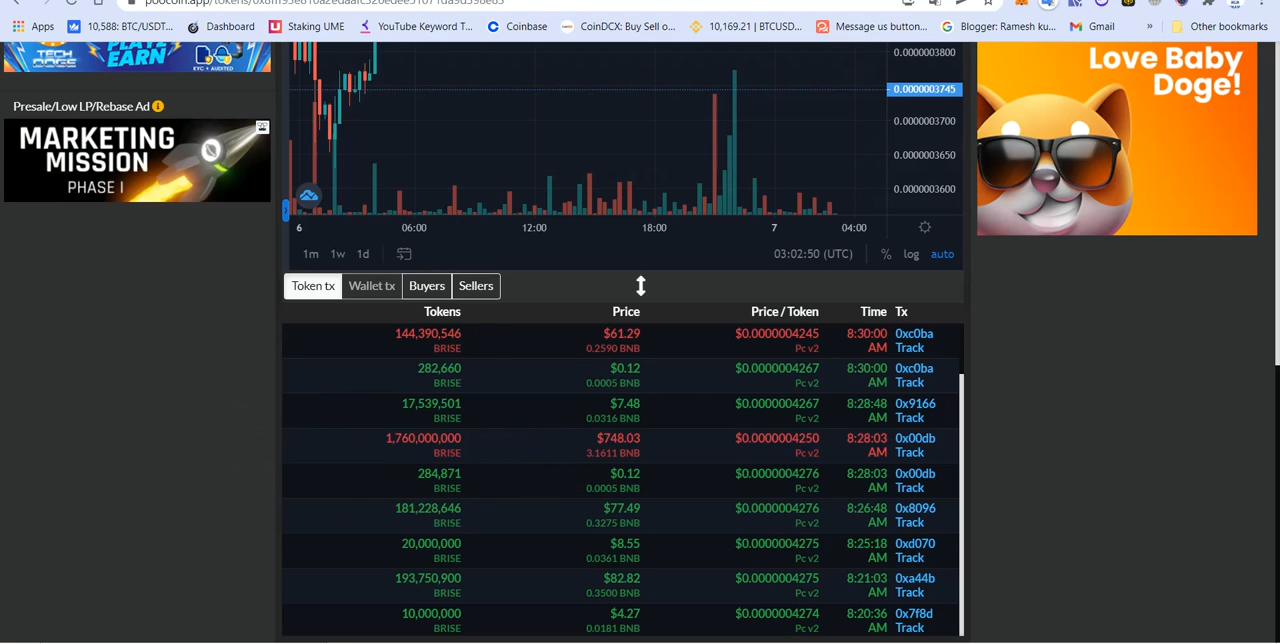 Apps
10,588: BTC/USDT...
Dashboard
Staking UME
YouTube Keyword T...
Coinbase
CoinDCX: Buy Sell o...
10,169.21 | BTCUSD...
Message us button...
Blogger: Ramesh ku...
Gmail
»
Other bookmarks
TECH DOGS
PLAY EARN
KYC + AUDITED
Presale/Low LP/Rebase Ad
MARKETING
MISSION
PHASE I
0.000000003800
0.000000003745
0.000000003700
0.000000003650
0.000000003600
6 06:00 12:00 18:00 7 04:00
1m 1w 1d 03:02:50 (UTC) % log auto
Love Baby
Doge!
Token tx Wallet tx Buyers Sellers
Tokens Price Price / Token Time Tx
144,390,546 $61.29 $0.0000004245 8:30:00 0xc0ba
BRISE 0.2590 BNB Pc v2 AM Track
282,660 $0.12 $0.0000004267 8:30:00 0xc0ba
BRISE 0.0005 BNB Pc v2 AM Track
17,539,501 $7.48 $0.0000004267 8:28:48 0x9166
BRISE 0.0316 BNB Pc v2 AM Track
1,760,000,000 $748.03 $0.0000004250 8:28:03 0x00db
BRISE 3.1611 BNB Pc v2 AM Track
284,871 $0.12 $0.0000004276 8:28:03 0x00db
BRISE 0.0005 BNB Pc v2 AM Track
181,228,646 $77.49 $0.0000004276 8:26:48 0x8096
BRISE 0.3275 BNB Pc v2 AM Track
20,000,000 $8.55 $0.0000004275 8:25:18 0xd070
BRISE 0.0361 BNB Pc v2 AM Track
193,750,900 $82.82 $0.0000004275 8:21:03 0xa44b
BRISE 0.3500 BNB Pc v2 AM Track
10,000,000 $4.27 $0.0000004274 8:20:36 0x7f8d
BRISE 0.0181 BNB Pc v2 AM Track